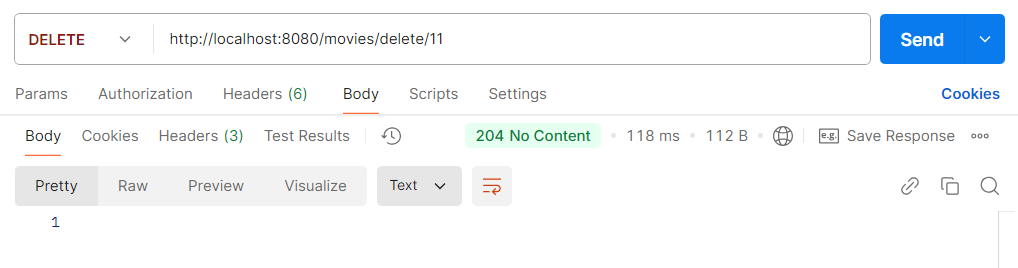 DELETE http://localhost:8080/movies/delete/11 Send
Params Authorization Headers (6) Body Scripts Settings Cookies
Body Cookies Headers (3) Test Results 204 No Content 118 ms 112 B e.g. Save Response
Pretty Raw Preview Visualize Text
1